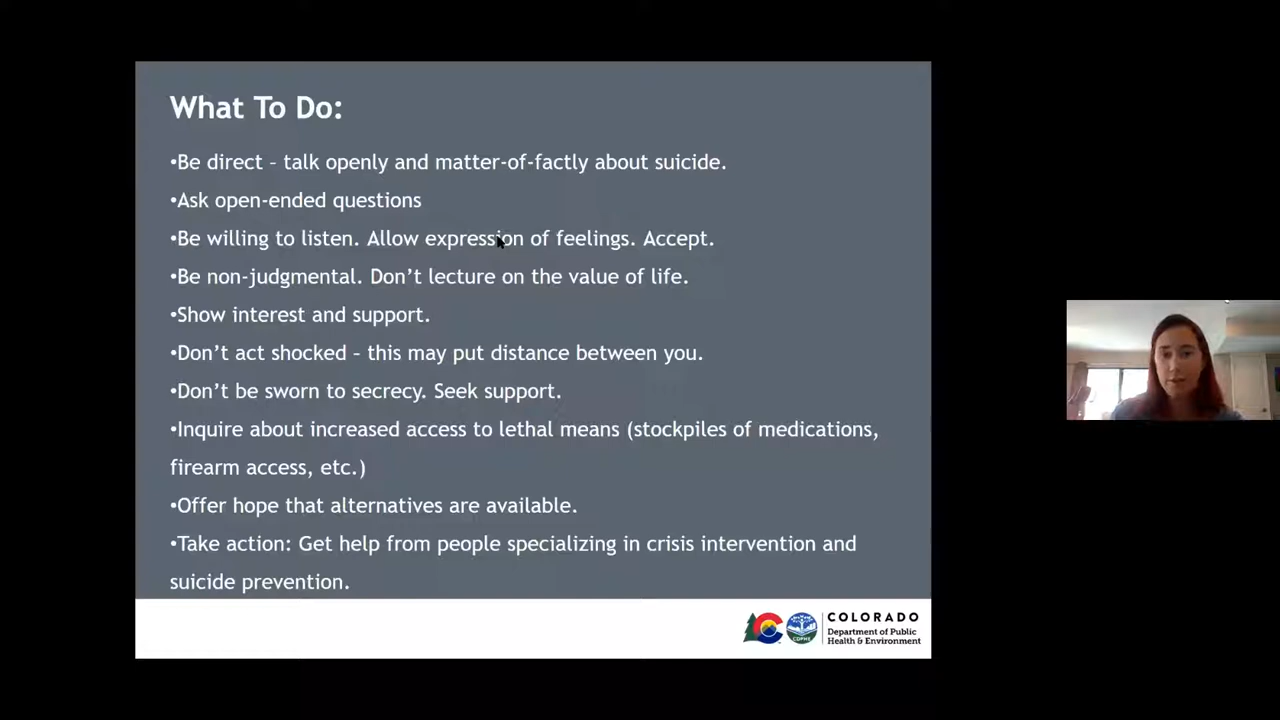 What To Do:
•Be direct – talk openly and matter-of-factly about suicide.
•Ask open-ended questions
•Be willing to listen. Allow expression of feelings. Accept.
•Be non-judgmental. Don’t lecture on the value of life.
•Show interest and support.
•Don’t act shocked – this may put distance between you.
•Don’t be sworn to secrecy. Seek support.
•Inquire about increased access to lethal means (stockpiles of medications,
firearm access, etc.)
•Offer hope that alternatives are available.
•Take action: Get help from people specializing in crisis intervention and
suicide prevention.
CDPHE
COLORADO
Department of Public
Health & Environment